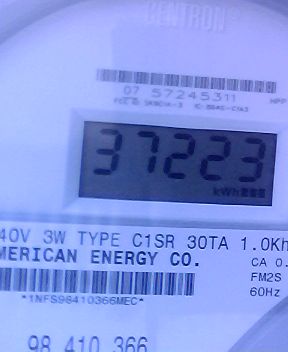 CENTRON®
07 57245311
HPP
37223
kWh
40V 3W TYPE C1SR 30TA 1.0Kh
MERICAN ENERGY CO.
CA 0.
FM2S
60Hz
*1NFS98410366MEC*
98 410 366